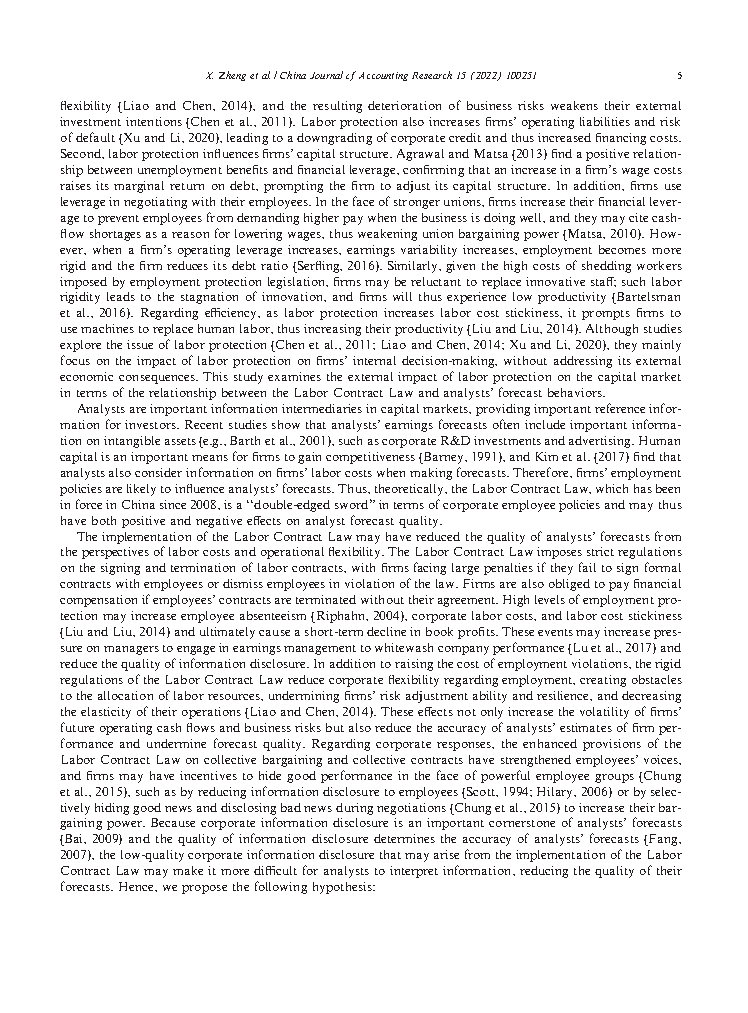 X. Zheng et al. / China Journal of Accounting Research 15 (2022) 100251 5
flexibility (Liao and Chen, 2014), and the resulting deterioration of business risks weakens their external
investment intentions (Chen et al., 2011). Labor protection also increases firms' operating liabilities and risk
of default (Xu and Li, 2020), leading to a downgrading of corporate credit and thus increased financing costs.
Second, labor protection influences firms' capital structure. Agrawal and Matsa (2013) find a positive relation-
ship between unemployment benefits and financial leverage, confirming that an increase in a firm's wage costs
raises its marginal return on debt, prompting the firm to adjust its capital structure. In addition, firms use
leverage in negotiating with their employees. In the face of stronger unions, firms increase their financial lever-
age to prevent employees from demanding higher pay when the business is doing well, and they may cite cash-
flow shortages as a reason for lowering wages, thus weakening union bargaining power (Matsa, 2010). How-
ever, when a firm's operating leverage increases, earnings variability increases, employment becomes more
rigid and the firm reduces its debt ratio (Serfling, 2016). Similarly, given the high costs of shedding workers
imposed by employment protection legislation, firms may be reluctant to replace innovative staff; such labor
rigidity leads to the stagnation of innovation, and firms will thus experience low productivity (Bartelsman
et al., 2016). Regarding efficiency, as labor protection increases labor cost stickiness, it prompts firms to
use machines to replace human labor, thus increasing their productivity (Liu and Liu, 2014). Although studies
explore the issue of labor protection (Chen et al., 2011; Liao and Chen, 2014; Xu and Li, 2020), they mainly
focus on the impact of labor protection on firms' internal decision-making, without addressing its external
economic consequences. This study examines the external impact of labor protection on the capital market
in terms of the relationship between the Labor Contract Law and analysts' forecast behaviors.
Analysts are important information intermediaries in capital markets, providing important reference infor-
mation for investors. Recent studies show that analysts' earnings forecasts often include important informa-
tion on intangible assets (e.g., Barth et al., 2001), such as corporate R&D investments and advertising. Human
capital is an important means for firms to gain competitiveness (Barney, 1991), and Kim et al. (2017) find that
analysts also consider information on firms' labor costs when making forecasts. Therefore, firms' employment
policies are likely to influence analysts' forecasts. Thus, theoretically, the Labor Contract Law, which has been
in force in China since 2008, is a "double-edged sword" in terms of corporate employee policies and may thus
have both positive and negative effects on analyst forecast quality.
The implementation of the Labor Contract Law may have reduced the quality of analysts' forecasts from
the perspectives of labor costs and operational flexibility. The Labor Contract Law imposes strict regulations
on the signing and termination of labor contracts, with firms facing large penalties if they fail to sign formal
contracts with employees or dismiss employees in violation of the law. Firms are also obliged to pay financial
compensation if employees' contracts are terminated without their agreement. High levels of employment pro-
tection may increase employee absenteeism (Riphahn, 2004), corporate labor costs, and labor cost stickiness
(Liu and Liu, 2014) and ultimately cause a short-term decline in book profits. These events may increase pres-
sure on managers to engage in earnings management to whitewash company performance (Lu et al., 2017) and
reduce the quality of information disclosure. In addition to raising the cost of employment violations, the rigid
regulations of the Labor Contract Law reduce corporate flexibility regarding employment, creating obstacles
to the allocation of labor resources, undermining firms' risk adjustment ability and resilience, and decreasing
the elasticity of their operations (Liao and Chen, 2014). These effects not only increase the volatility of firms'
future operating cash flows and business risks but also reduce the accuracy of analysts' estimates of firm per-
formance and undermine forecast quality. Regarding corporate responses, the enhanced provisions of the
Labor Contract Law on collective bargaining and collective contracts have strengthened employees' voices,
and firms may have incentives to hide good performance in the face of powerful employee groups (Chung
et al., 2015), such as by reducing information disclosure to employees (Scott, 1994; Hilary, 2006) or by selec-
tively hiding good news and disclosing bad news during negotiations (Chung et al., 2015) to increase their bar-
gaining power. Because corporate information disclosure is an important cornerstone of analysts' forecasts
(Bai, 2009) and the quality of information disclosure determines the accuracy of analysts' forecasts (Fang,
2007), the low-quality corporate information disclosure that may arise from the implementation of the Labor
Contract Law may make it more difficult for analysts to interpret information, reducing the quality of their
forecasts. Hence, we propose the following hypothesis: